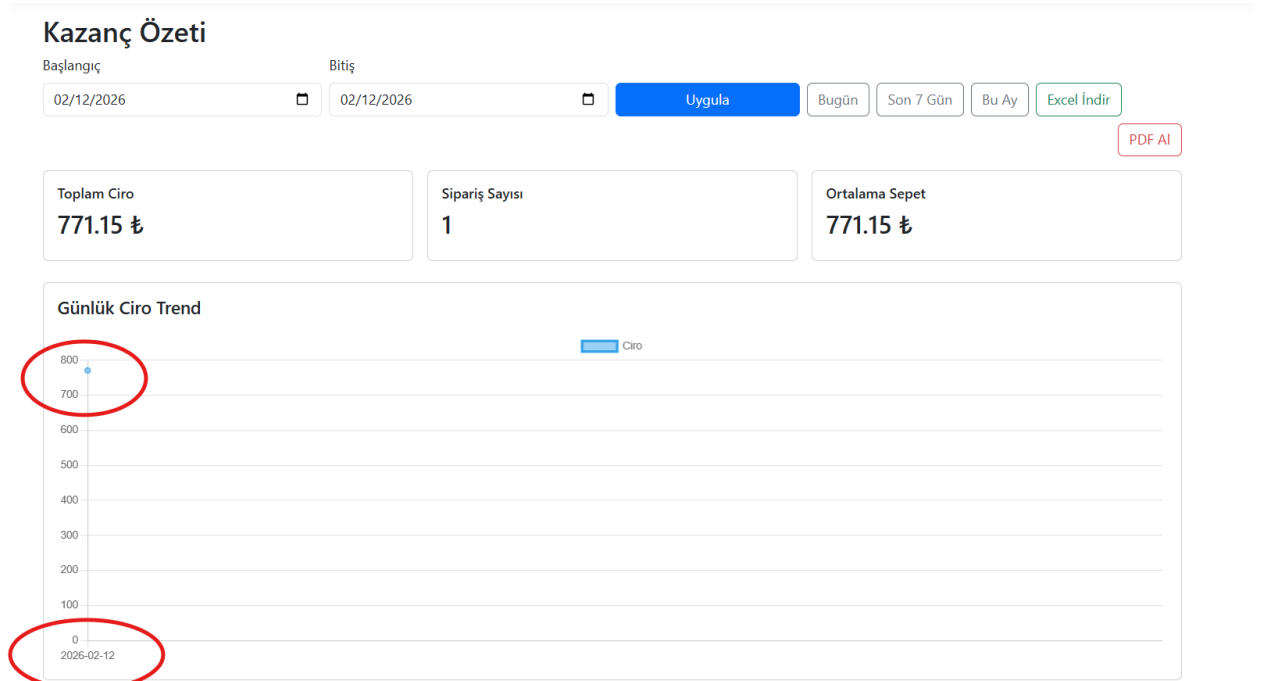 Kazanç Özeti
Başlangıç
Bitiş
02/12/2026
02/12/2026
Uygula
Bugün
Son 7 Gün
Bu Ay
Excel İndir
PDF Al
Toplam Ciro
771.15 ₺
Sipariş Sayısı
1
Ortalama Sepet
771.15 ₺
Günlük Ciro Trend
Ciro
800
700
600
500
400
300
200
100
0
2026-02-12